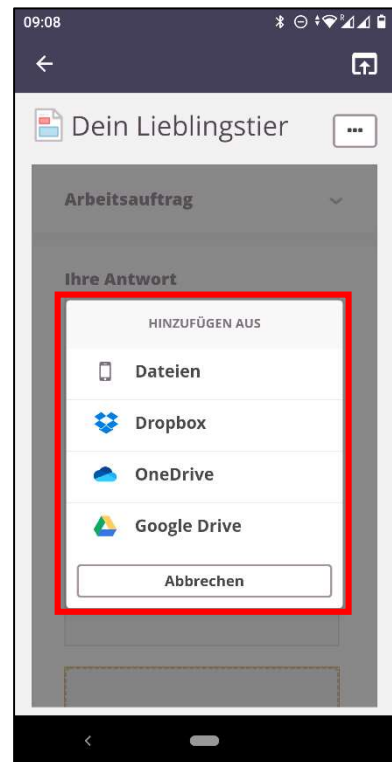 09:08
Dein Lieblingstier
Arbeitsauftrag
Ihre Antwort
HINZUFÜGEN AUS
Dateien
Dropbox
OneDrive
Google Drive
Abbrechen